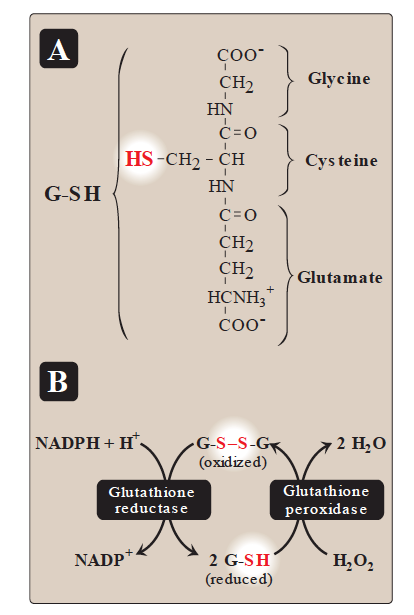 A
COO⁻
CH₂
Glycine
HN
C=O
HS-CH₂-CH
Cysteine
HN
G-SH
C=O
CH₂
CH₂
Glutamate
HCNH₃⁺
COO⁻
B
NADPH + H⁺
G-S-S-G
2 H₂O
(oxidized)
Glutathione
reductase
Glutathione
peroxidase
NADP⁺
2 G-SH
H₂O₂
(reduced)